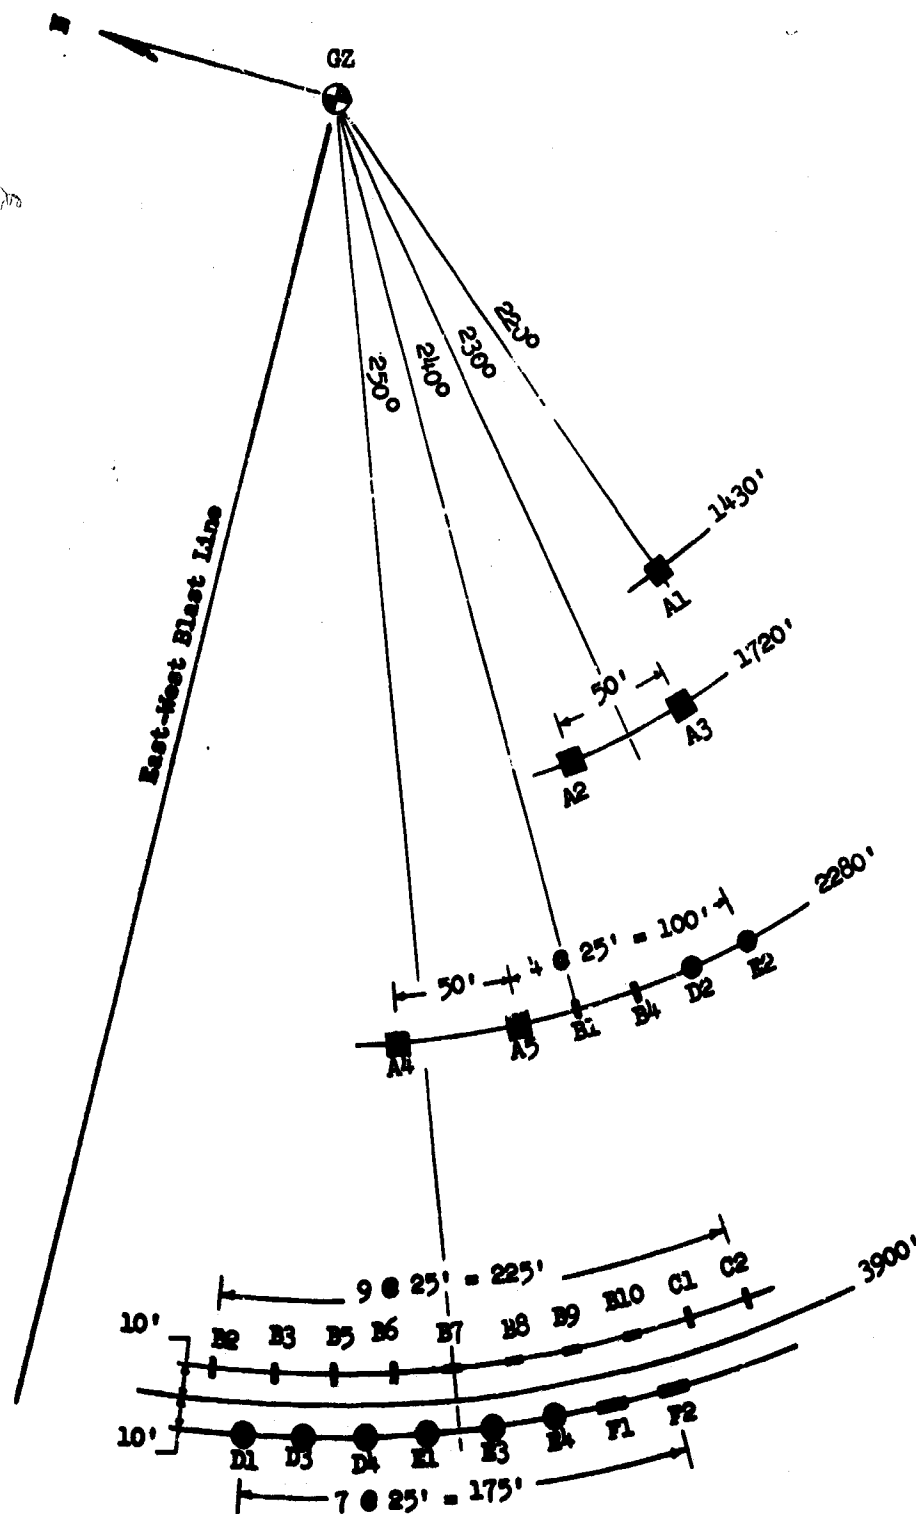 N
GZ
220°
230°
240°
250°
East-West Blast Line
1430'
A1
1720'
50'
A3
A2
2280'
4 @ 25' = 100'
50'
E2
D2
B4
B1
A5
A4
3900'
9 @ 25' = 225'
10'
B2 B3 B5 B6 B7 B8 B9 B10 C1 C2
10'
D1 D3 D4 E1 E3 E4 F1 F2
7 @ 25' = 175'